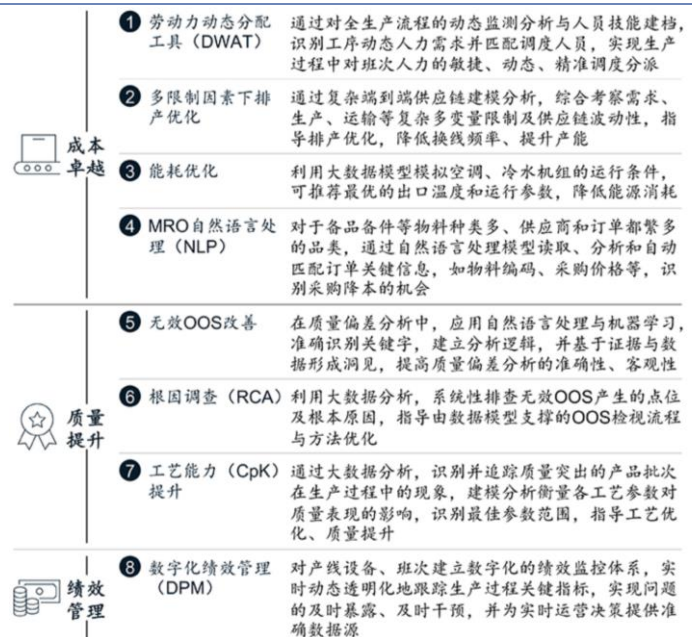 成本
卓越
1 劳动力动态分配
工具（DWAT）
通过对全生产流程的动态监测分析与人员技能建档，
识别工序动态人力需求并匹配调度人员，实现生产
过程中对班次人力的敏捷、动态、精准调度分派
2 多限制因素下排
产优化
通过复杂端到端供应链建模分析，综合考察需求、
生产、运输等复杂多变量限制及供应链波动性，指
导排产优化，降低换线频率、提升产能
3 能耗优化
利用大数据模型模拟空调、冷水机组的运行条件，
可推荐最优的出口温度和运行参数，降低能源消耗
4 MRO自然语言处
理（NLP）
对于备品备件等物料种类多、供应商和订单都繁多
的品类，通过自然语言处理模型读取、分析和自动
匹配订单关键信息，如物料编码、采购价格等，识
别采购降本的机会
质量
提升
5 无效OOS改善
在质量偏差分析中，应用自然语言处理与机器学习，
准确识别关键字，建立分析逻辑，并基于证据与数
据形成洞见，提高质量偏差分析的准确性、客观性
6 根国调查（RCA）
利用大数据分析，系统性排查无效OOS产生的点位
及根本原因，指导由数据模型支撑的OOS检视流程
与方法优化
7 工艺能力（CpK）
提升
通过大数据分析，识别并追踪质量突出的产品批次
在生产过程中的现象，建模分析衡量各工艺参数对
质量表现的影响，识别最佳参数范围，指导工艺优
化、质量提升
绩效
管理
8 数字化绩效管理
（DPM）
对产线设备、班次建立数字化的绩效监控体系，实
时动态透明化地跟踪生产过程关键指标，实现问题
的及时暴露、及时干预，并为实时运营决策提供准
确数据源